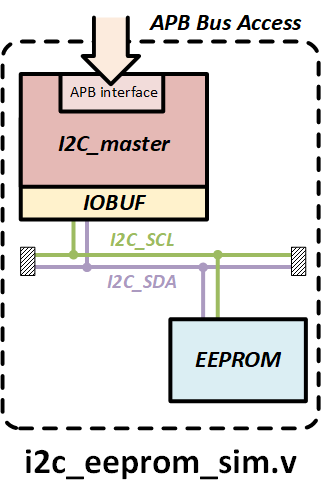 APB Bus Access
APB interface
I2C_master
IOBUF
I2C_SCL
I2C_SDA
EEPROM
i2c_eeprom_sim.v